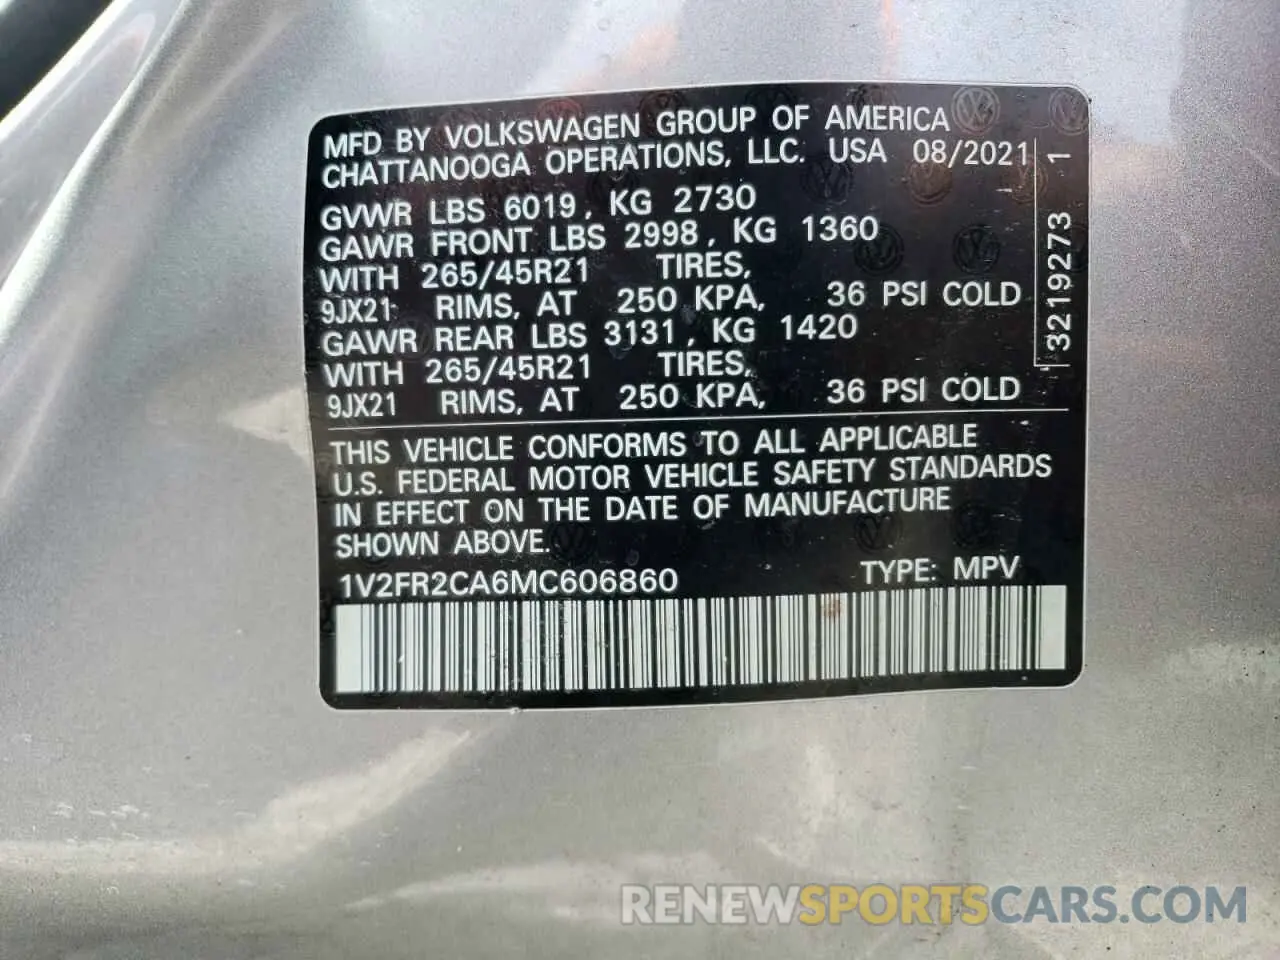 MFD BY VOLKSWAGEN GROUP OF AMERICA
CHATTANOOGA OPERATIONS, LLC. USA 08/2021
GVWR LBS 6019, KG 2730
GAWR FRONT LBS 2998, KG 1360
WITH 265/45R21 TIRES,
9JX21 RIMS, AT 250 KPA, 36 PSI COLD
GAWR REAR LBS 3131, KG 1420
WITH 265/45R21 TIRES,
9JX21 RIMS, AT 250 KPA, 36 PSI COLD
3219273 1
THIS VEHICLE CONFORMS TO ALL APPLICABLE
U.S. FEDERAL MOTOR VEHICLE SAFETY STANDARDS
IN EFFECT ON THE DATE OF MANUFACTURE
SHOWN ABOVE.
1V2FR2CA6MC606860 TYPE: MPV
RENEWSPORTSCARS.COM